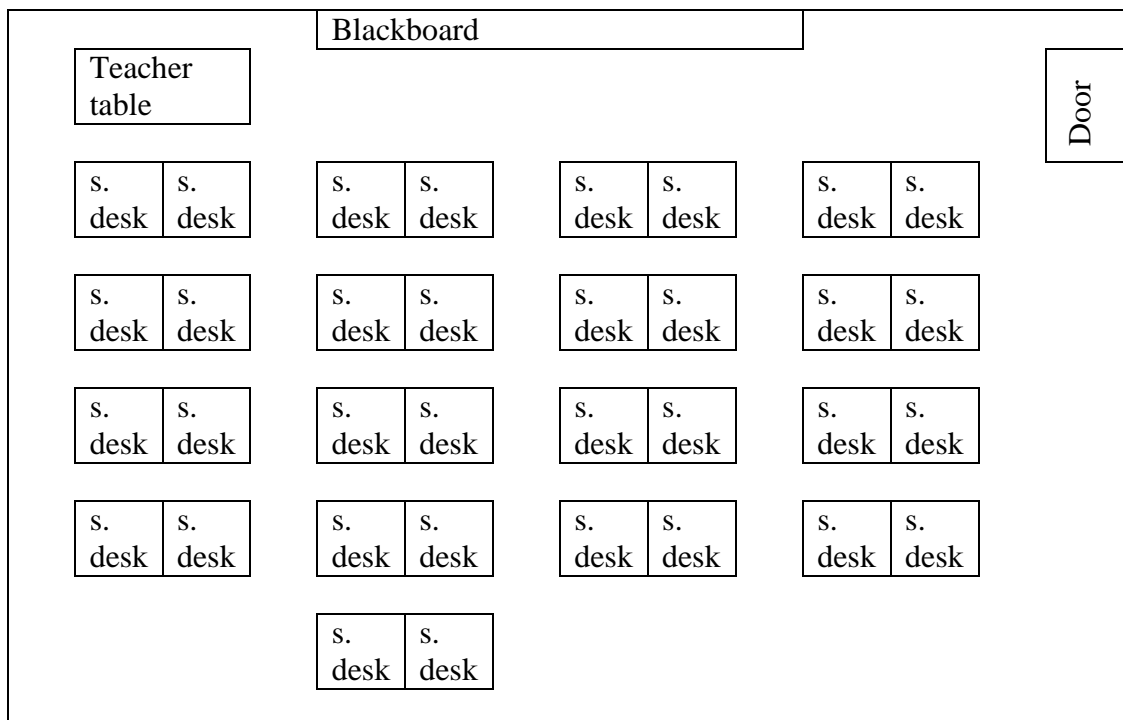 Blackboard
Teacher
table
Door
s. s. s. s. s. s. s. s.
desk desk desk desk desk desk desk desk
s. s. s. s. s. s. s. s.
desk desk desk desk desk desk desk desk
s. s. s. s. s. s. s. s.
desk desk desk desk desk desk desk desk
s. s. s. s. s. s. s. s.
desk desk desk desk desk desk desk desk
s. s.
desk desk